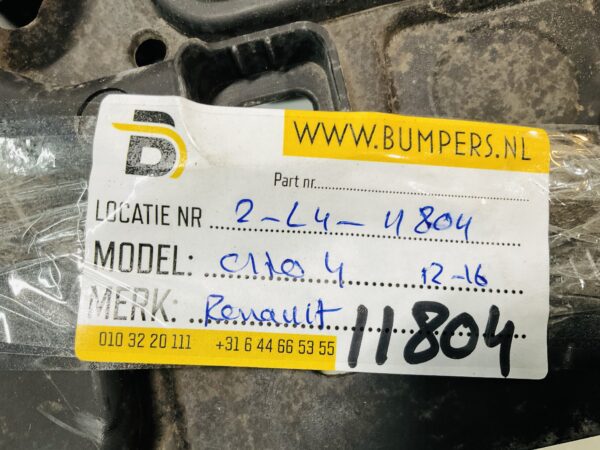 B
WWW.BUMPERS.NL
Part nr
LOCATIE NR 2-L4-11804
MODEL: Clio 4 12-16
MERK: Renault
010 32 20 111 +31 6 44 66 53 55 11804